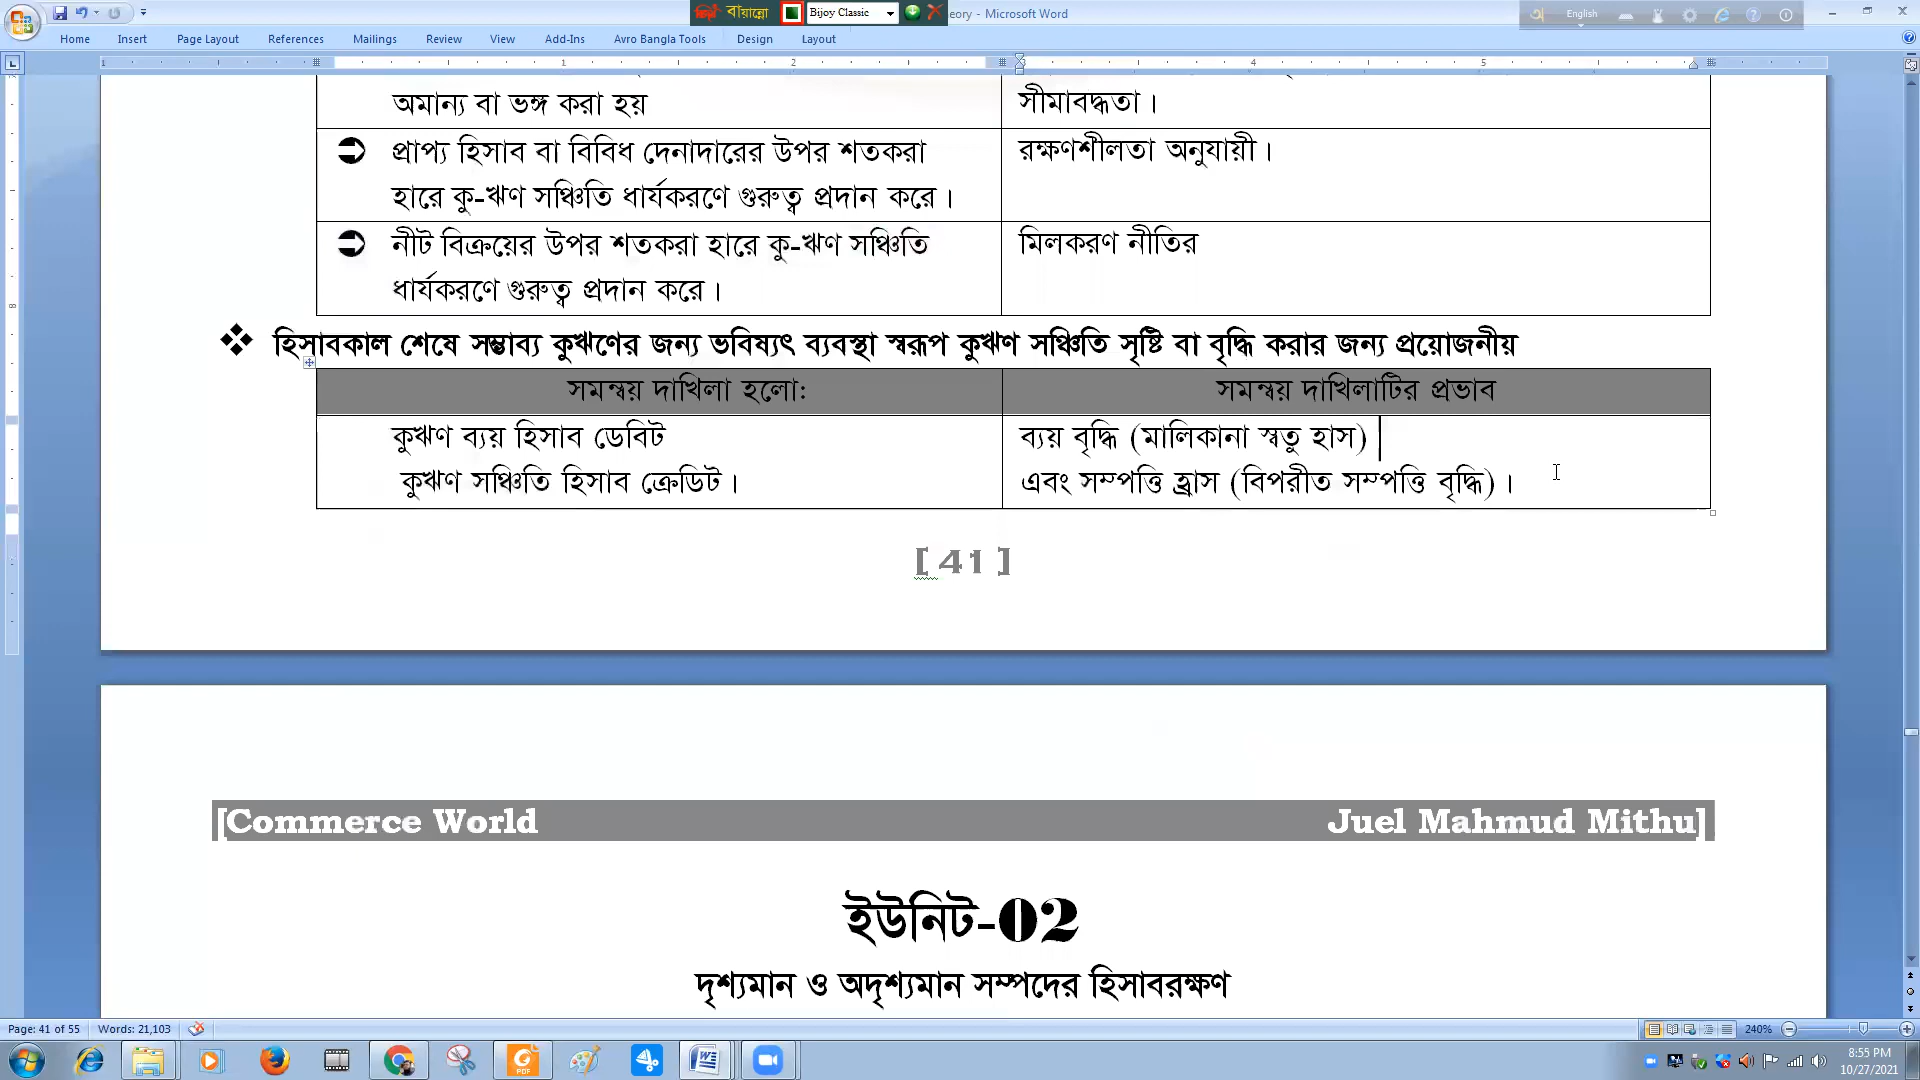 বায়ান্নো Bijoy Classic eory - Microsoft Word English
Home Insert Page Layout References Mailings Review View Add-Ins Avro Bangla Tools Design Layout
অমান্য বা ভঙ্গ করা হয়
সীমাবদ্ধতা।
প্রাপ্য হিসাব বা বিবিধ দেনাদারের উপর শতকরা
হারে কু-ঋণ সঞ্চিতি ধার্যকরণে গুরুত্ব প্রদান করে।
রক্ষণশীলতা অনুযায়ী।
নীট বিক্রয়ের উপর শতকরা হারে কু-ঋণ সঞ্চিতি
ধার্যকরণে গুরুত্ব প্রদান করে।
মিলকরণ নীতির
হিসাবকাল শেষে সম্ভাব্য কুঋণের জন্য ভবিষ্যৎ ব্যবস্থা স্বরূপ কুঋণ সঞ্চিতি সৃষ্টি বা বৃদ্ধি করার জন্য প্রয়োজনীয়
সমন্বয় দাখিলা হলো:
সমন্বয় দাখিলাটির প্রভাব
কুঋণ ব্যয় হিসাব ডেবিট
কুঋণ সঞ্চিতি হিসাব ক্রেডিট।
ব্যয় বৃদ্ধি (মালিকানা স্বতু হাস)
এবং সম্পত্তি হ্রাস (বিপরীত সম্পত্তি বৃদ্ধি)।
[ 41 ]
[Commerce World Juel Mahmud Mithu]
ইউনিট-02
দৃশ্যমান ও অদৃশ্যমান সম্পদের হিসাবরক্ষণ
Page: 41 of 55 Words: 21,103 240%
8:55 PM
10/27/2021